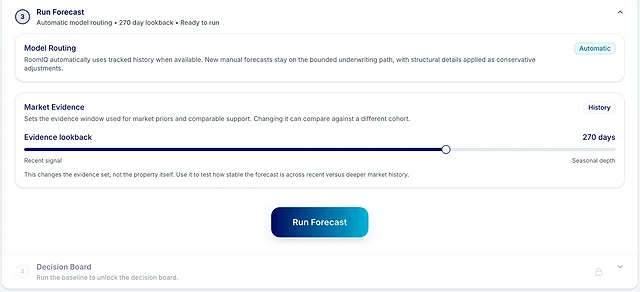 3
Run Forecast
Automatic model routing • 270 day lookback • Ready to run
Model Routing
Automatic
RoomIQ automatically uses tracked history when available. New manual forecasts stay on the bounded underwriting path, with structural details applied as conservative
adjustments.
Market Evidence
History
Sets the evidence window used for market priors and comparable support. Changing it can compare against a different cohort.
Evidence lookback
270 days
Recent signal
Seasonal depth
This changes the evidence set, not the property itself. Use it to test how stable the forecast is across recent versus deeper market history.
Run Forecast
4
Decision Board
Run the baseline to unlock the decision board.